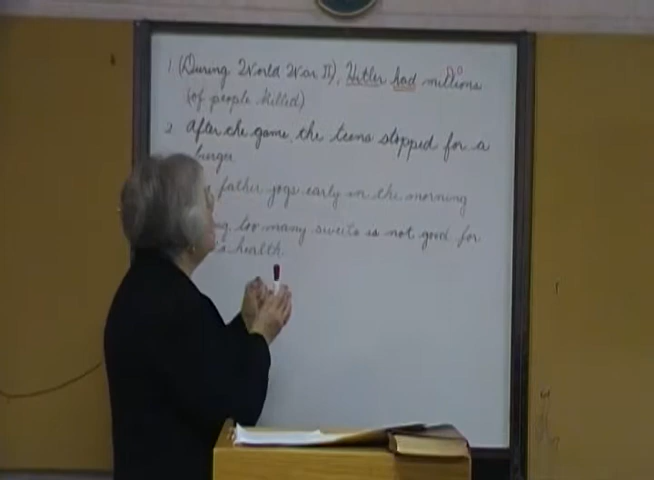 1. (During World War II), Hitler had millions D O
(of people killed)
2. After the game, the teens stopped for a
burger
father jogs early in the morning
too many sweets is not good for
health.